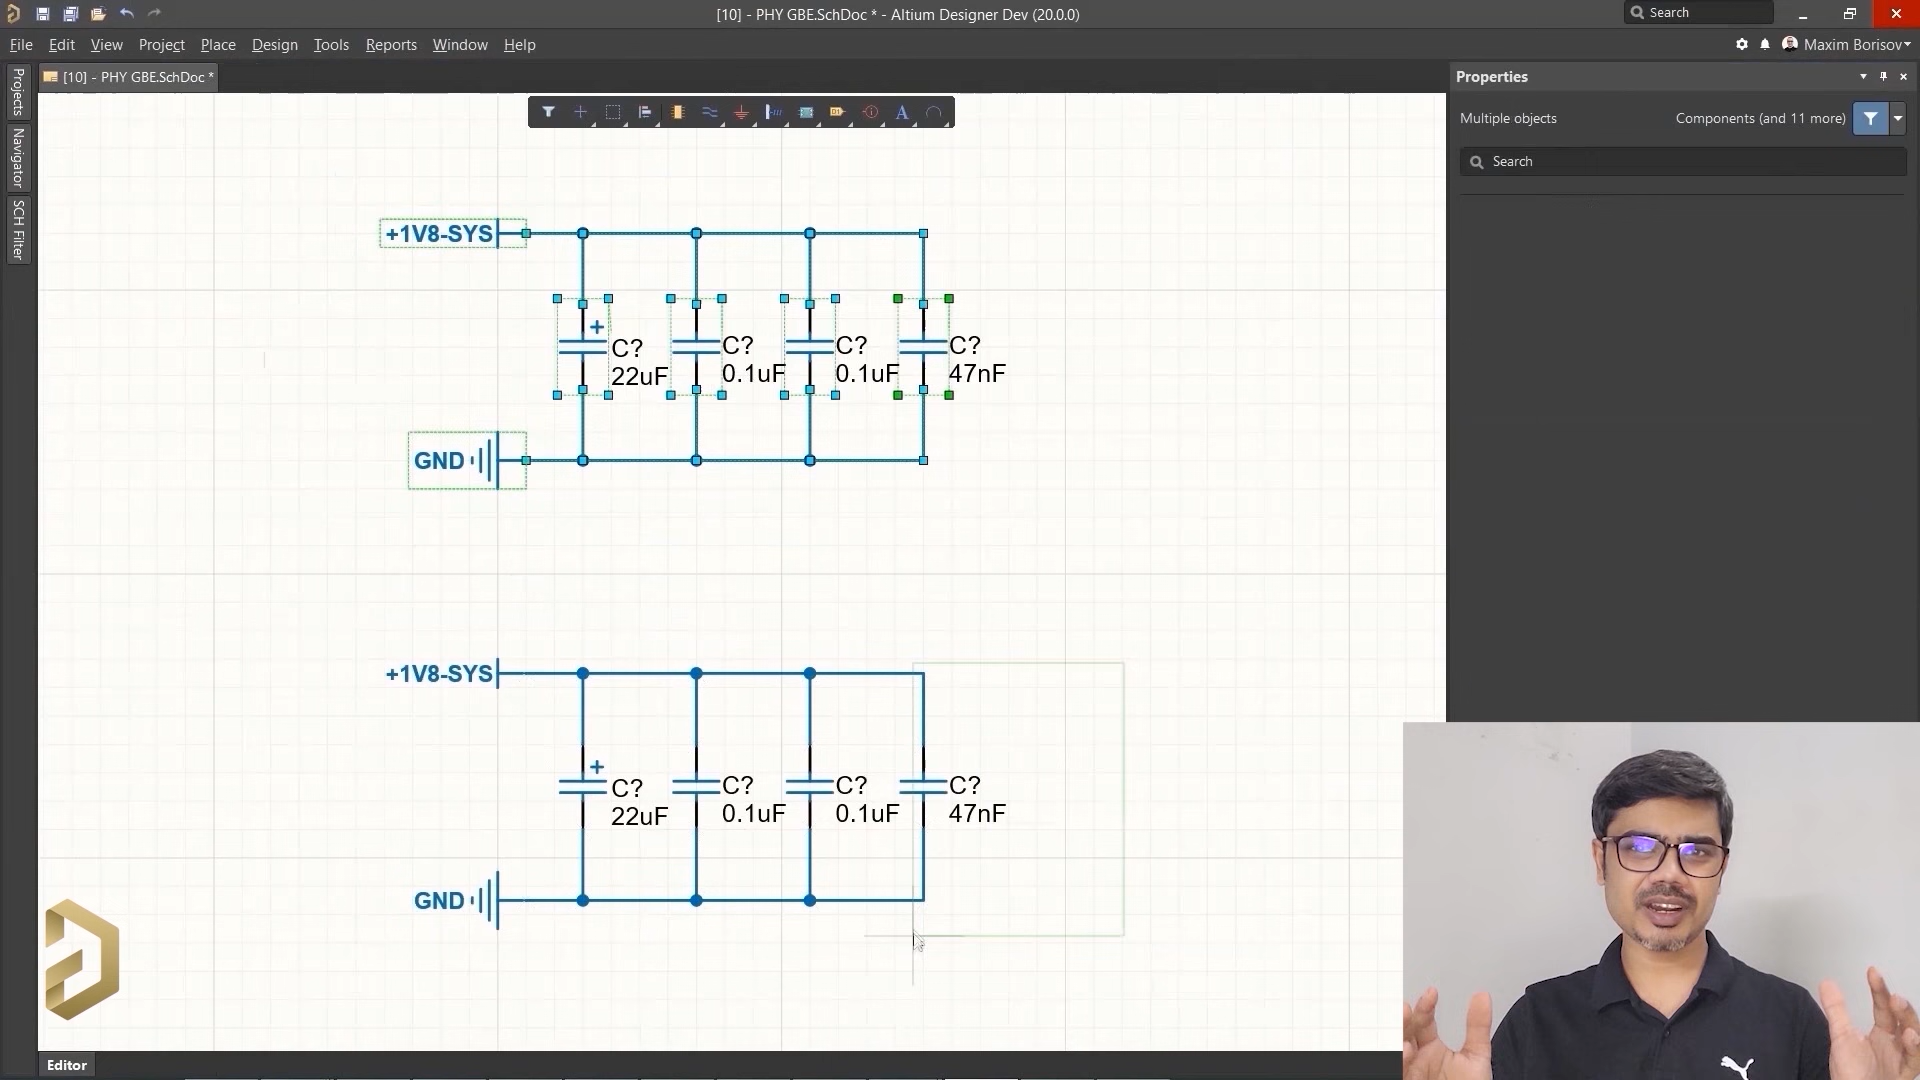 [10] - PHY GBE.SchDoc * - Altium Designer Dev (20.0.0)
Search
File Edit View Project Place Design Tools Reports Window Help
Maxim Borisov
Projects
Navigator
SCH Filter
[10] - PHY GBE.SchDoc *
A
Properties
Multiple objects
Components (and 11 more)
Search
+1V8-SYS
+
C? C? C? C?
22uF 0.1uF 0.1uF 47nF
GND
+1V8-SYS
+
C? C? C? C?
22uF 0.1uF 0.1uF 47nF
GND
Editor